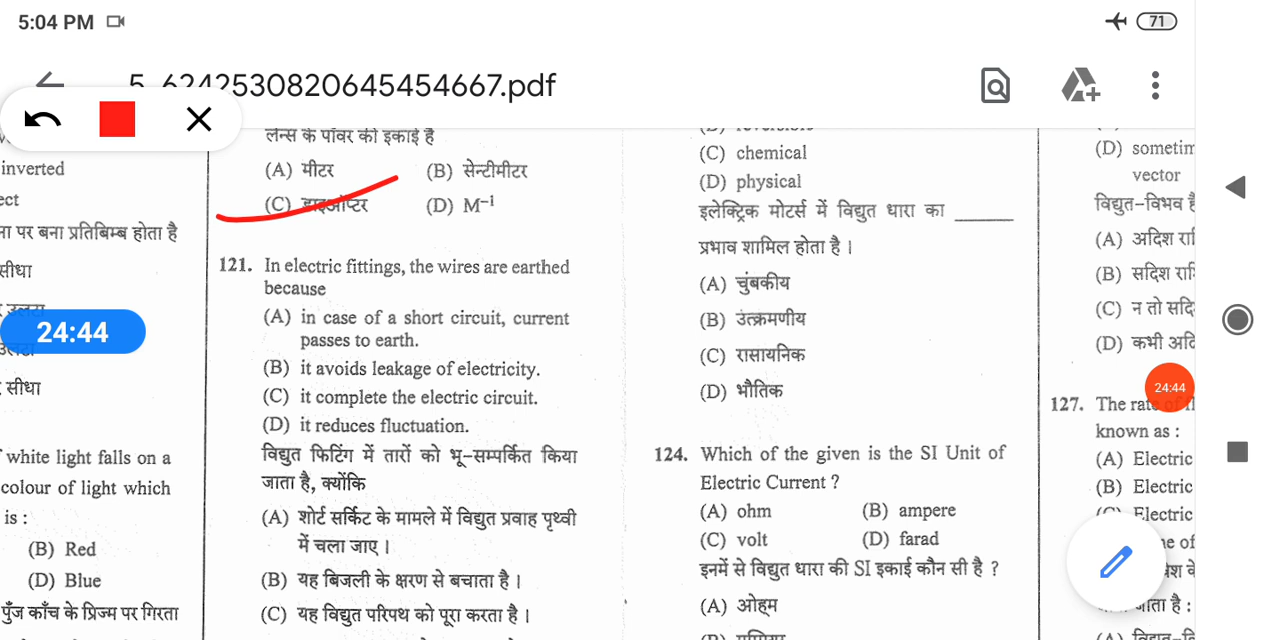 5:04 PM
71
5_6242530820645454667.pdf
inverted
ना पर बना प्रतिबिम्ब होता है
सीधा
24:44
सीधा
white light falls on a
colour of light which
is :
(B) Red
(D) Blue
पुँज काँच के प्रिज्म पर गिरता
लेन्स के पॉवर की इकाई है
(A) मीटर (B) सेन्टीमीटर
(C) डाइऑप्टर (D) M⁻¹
121. In electric fittings, the wires are earthed
because
(A) in case of a short circuit, current
passes to earth.
(B) it avoids leakage of electricity.
(C) it complete the electric circuit.
(D) it reduces fluctuation.
विद्युत फिटिंग में तारों को भू-सम्पर्कित किया
जाता है, क्योंकि
(A) शोर्ट सर्किट के मामले में विद्युत प्रवाह पृथ्वी
में चला जाए ।
(B) यह बिजली के क्षरण से बचाता है ।
(C) यह विद्युत परिपथ को पूरा करता है ।
(C) chemical
(D) physical
इलेक्ट्रिक मोटर्स में विद्युत धारा का ______
प्रभाव शामिल होता है ।
(A) चुंबकीय
(B) उंत्क्रमणीय
(C) रासायनिक
(D) भौतिक
124. Which of the given is the SI Unit of
Electric Current ?
(A) ohm (B) ampere
(C) volt (D) farad
इनमें से विद्युत धारा की SI इकाई कौन सी है ?
(A) ओह्म
(D) sometim
vector
विद्युत-विभव है
(A) अदिश
(B) सदिश
(C) न तो
(D) कभी
24:44
127. The rate of
known as :
(A) Electric
(B) Electric
Electric
जाता है :